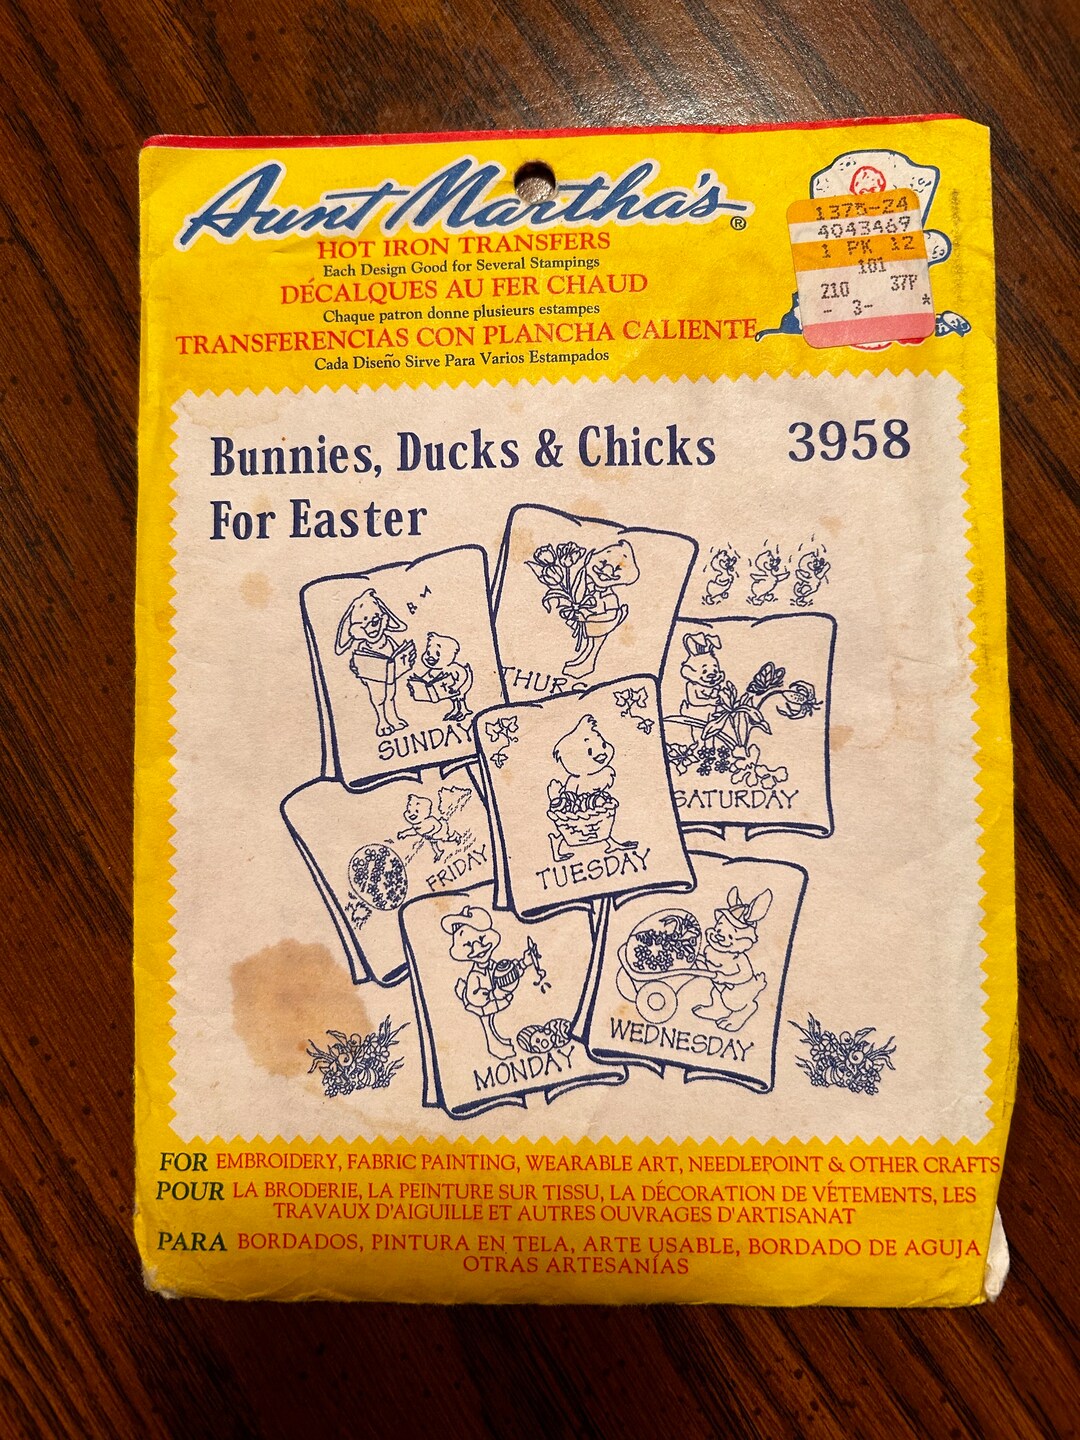 Aunt Martha's®
HOT IRON TRANSFERS
Each Design Good for Several Stampings
DÉCALQUES AU FER CHAUD
Chaque patron donne plusieurs estampes
TRANSFERENCIAS CON PLANCHA CALIENTE
Cada Diseño Sirve Para Varios Estampados
1375-24
4043469
1 PK 12
101
210 37P
- 3- *
Bunnies, Ducks & Chicks 3958
For Easter
THURS
SUNDAY
SATURDAY
FRIDAY
TUESDAY
WEDNESDAY
MONDAY
FOR EMBROIDERY, FABRIC PAINTING, WEARABLE ART, NEEDLEPOINT & OTHER CRAFTS
POUR LA BRODERIE, LA PEINTURE SUR TISSU, LA DÉCORATION DE VÉTEMENTS, LES
TRAVAUX D'AIGUILLE ET AUTRES OUVRAGES D'ARTISANAT
PARA BORDADOS, PINTURA EN TELA, ARTE USABLE, BORDADO DE AGUJA
OTRAS ARTESANÍAS